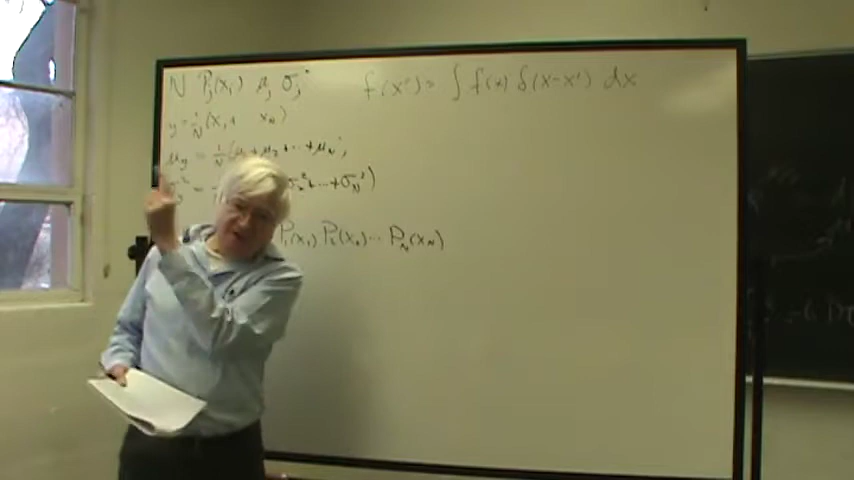 N P_j(x_j) μ_j σ_j²
f(x') = ∫ f(x) δ(x-x') dx
y = 1/N (x_1 + x_N)
μ_y = 1/N (μ_1 + μ_2 + ... + μ_N)
σ_2² + ... + σ_N²)
P_1(x_1) P_2(x_2) ... P_N(x_N)